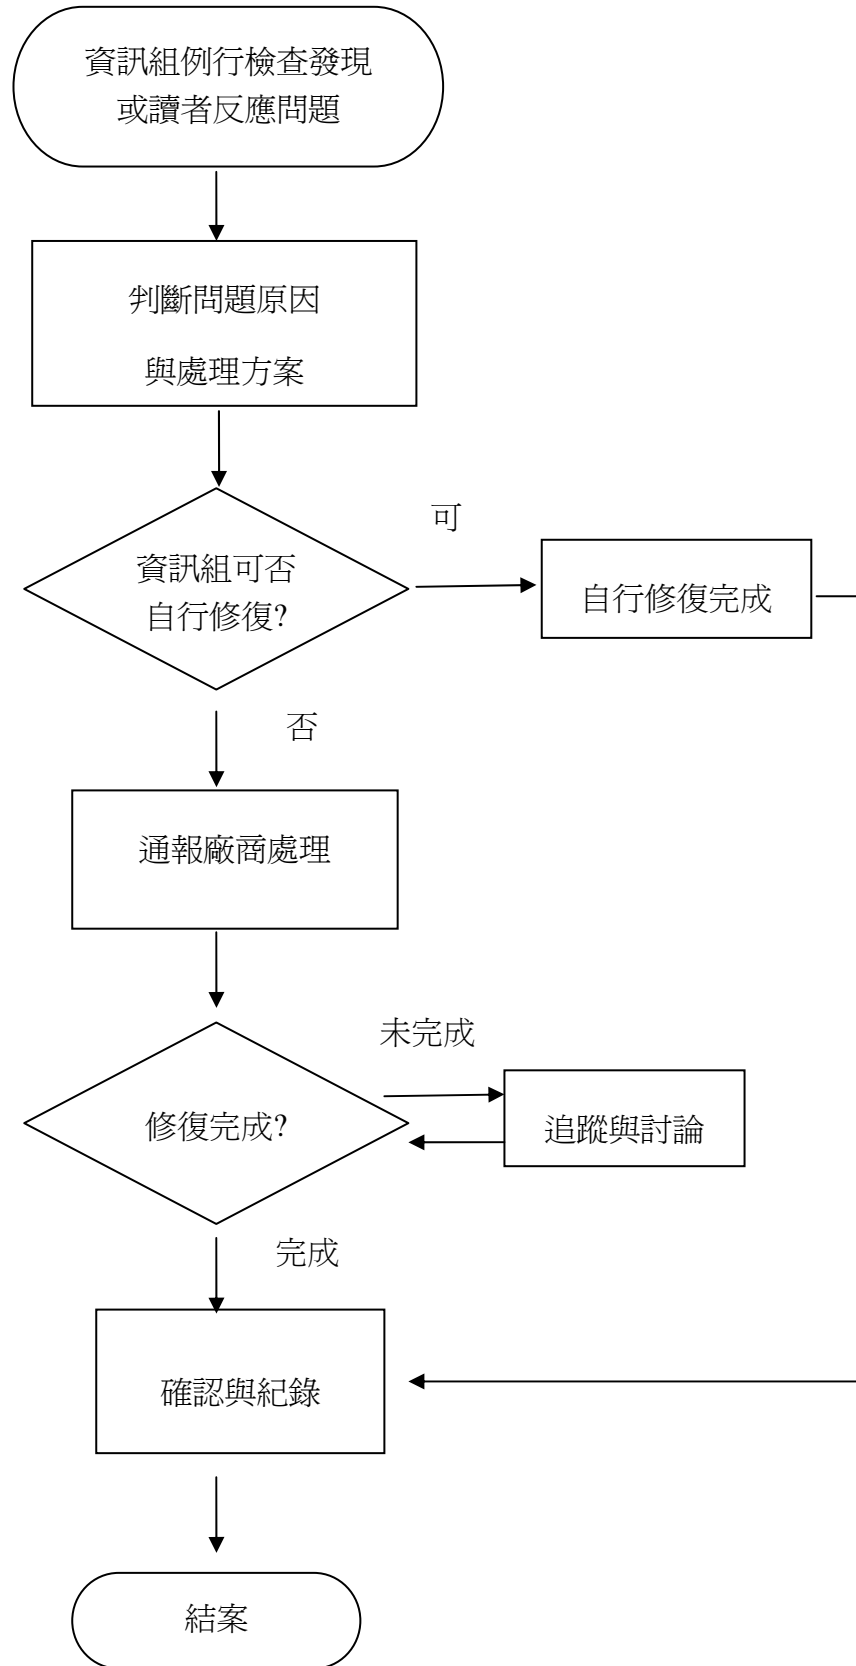 資訊組例行檢查發現
或讀者反應問題
判斷問題原因
與處理方案
可
資訊組可否
自行修復?
自行修復完成
否
通報廠商處理
未完成
修復完成?
追蹤與討論
完成
確認與紀錄
結案